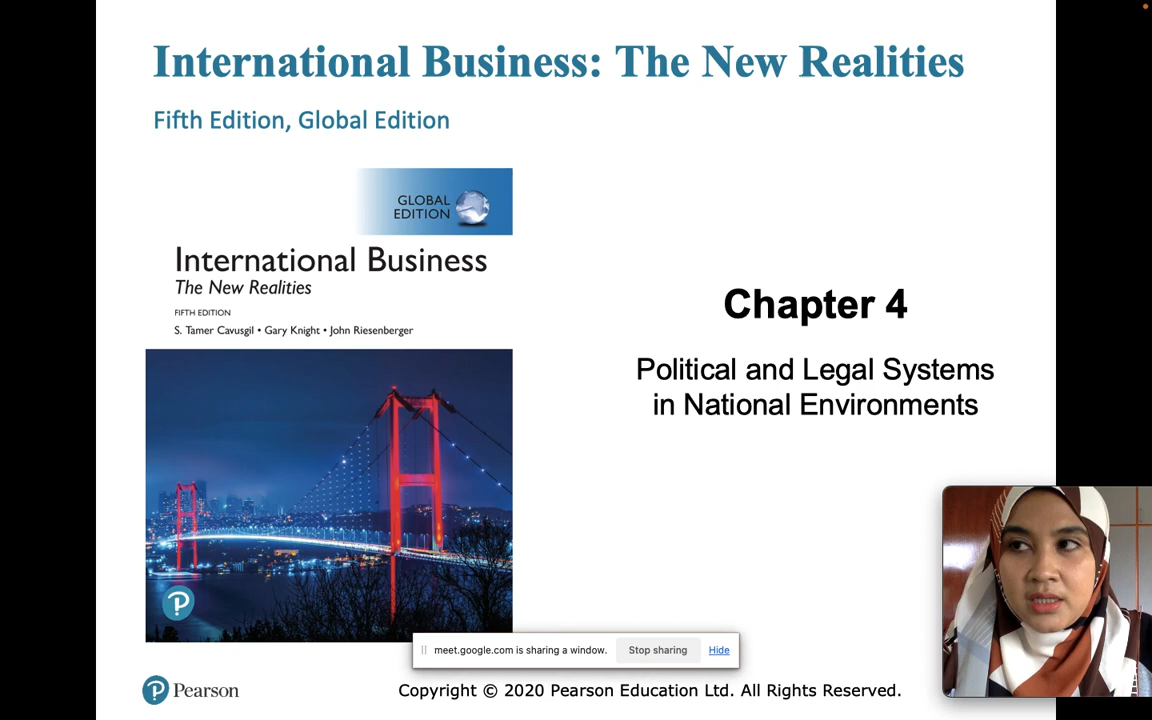 International Business: The New Realities
Fifth Edition, Global Edition
GLOBAL
EDITION
International Business
The New Realities
FIFTH EDITION
S. Tamer Cavusgil • Gary Knight • John Riesenberger
Chapter 4
Political and Legal Systems
in National Environments
P
meet.google.com is sharing a window.
Stop sharing
Hide
P Pearson
Copyright © 2020 Pearson Education Ltd. All Rights Reserved.